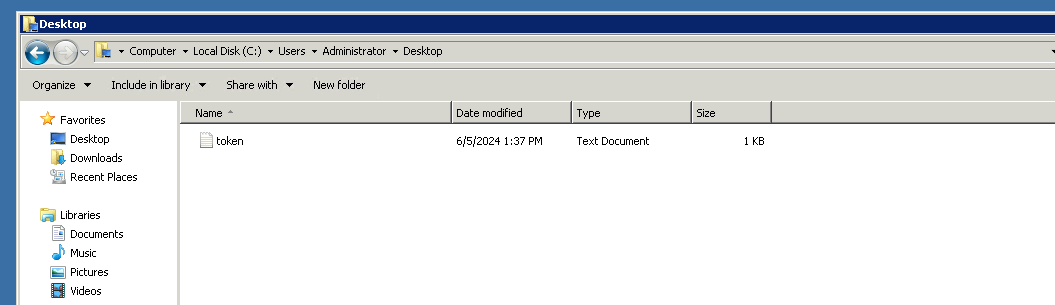 Desktop
Computer Local Disk (C:) Users Administrator Desktop
Organize Include in library Share with New folder
Name Date modified Type Size
token 6/5/2024 1:37 PM Text Document 1 KB
Favorites
Desktop
Downloads
Recent Places
Libraries
Documents
Music
Pictures
Videos